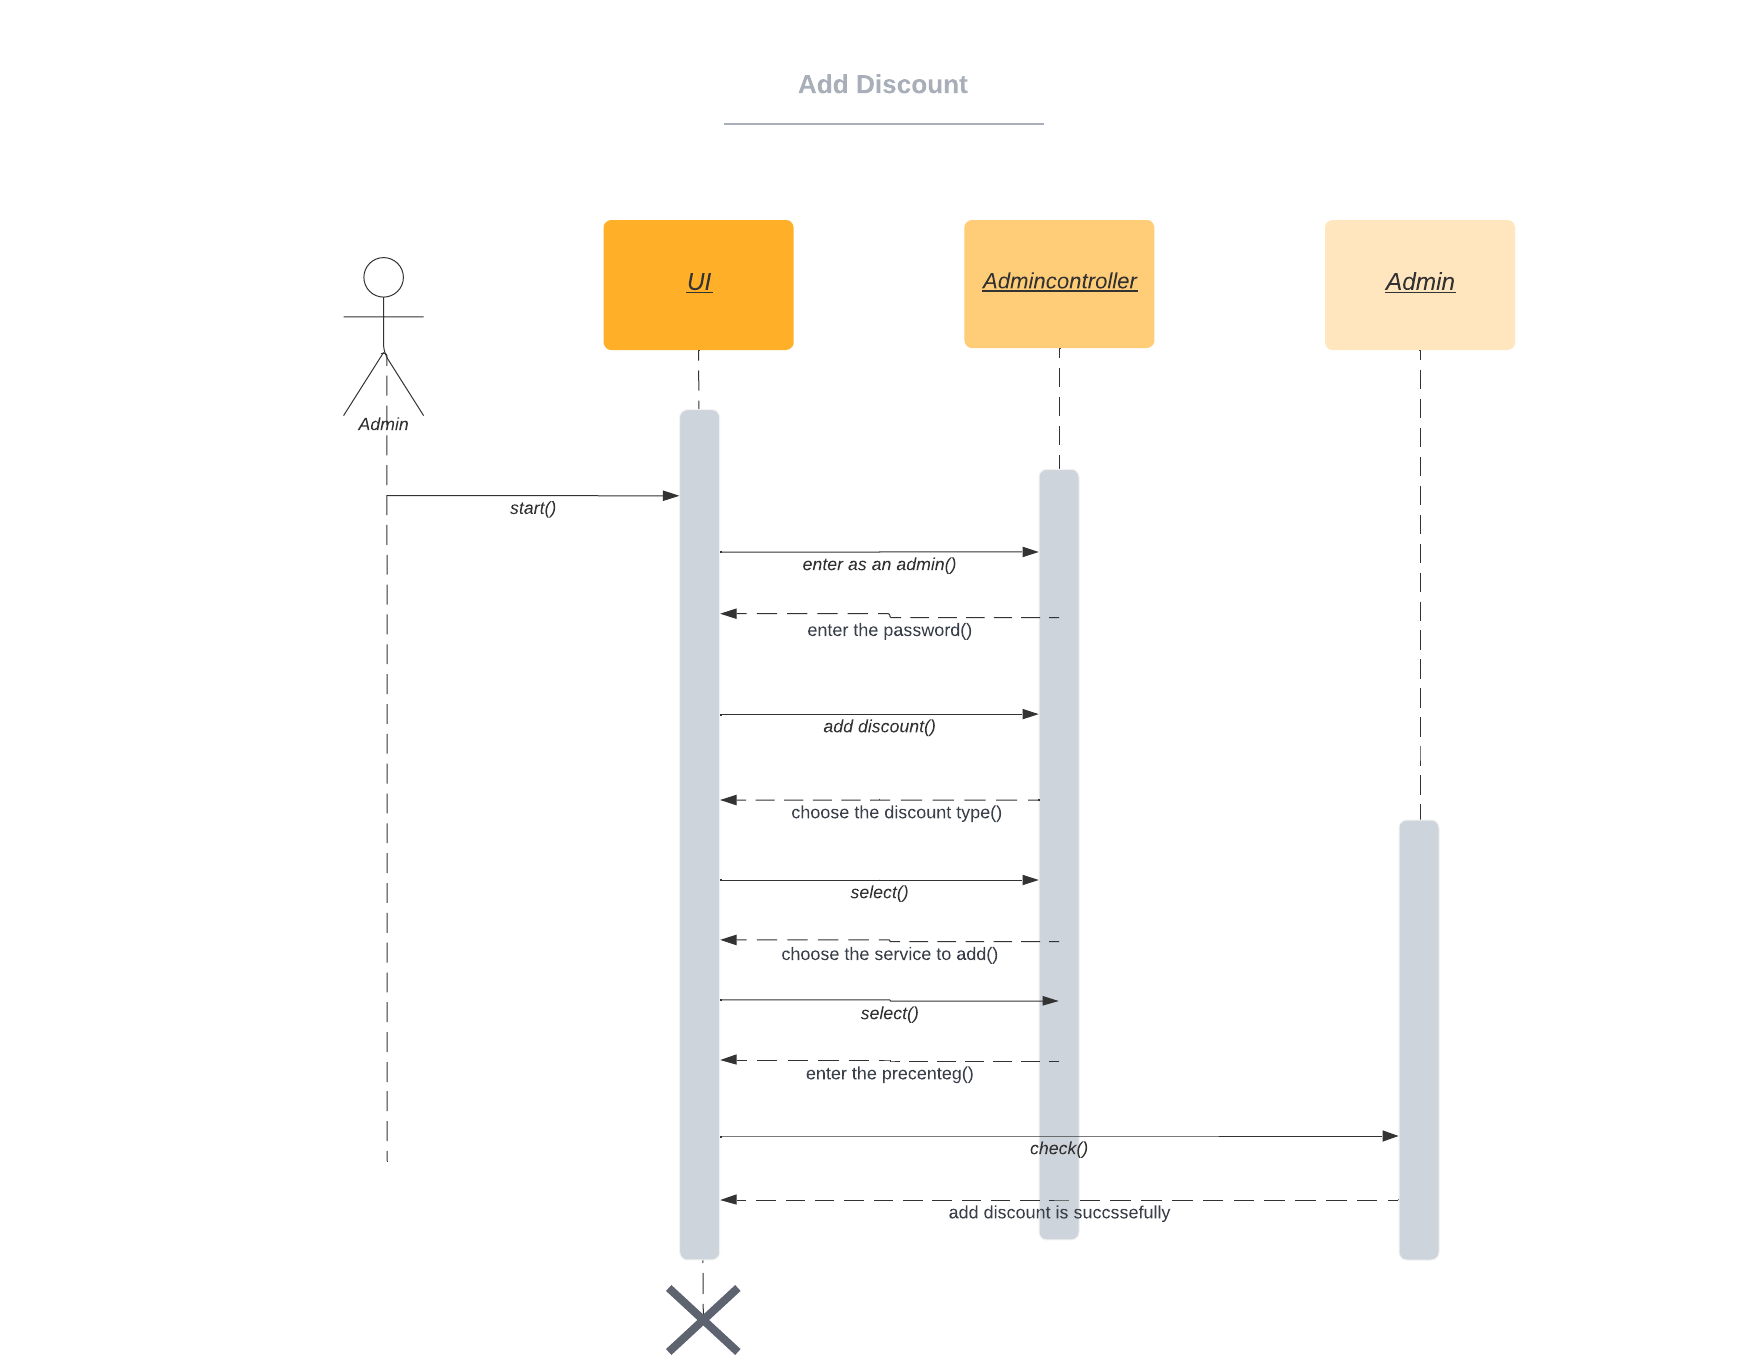 Add Discount
UI
Admincontroller
Admin
Admin
start()
enter as an admin()
enter the password()
add discount()
choose the discount type()
select()
choose the service to add()
select()
enter the precenteg()
check()
add discount is succssefully